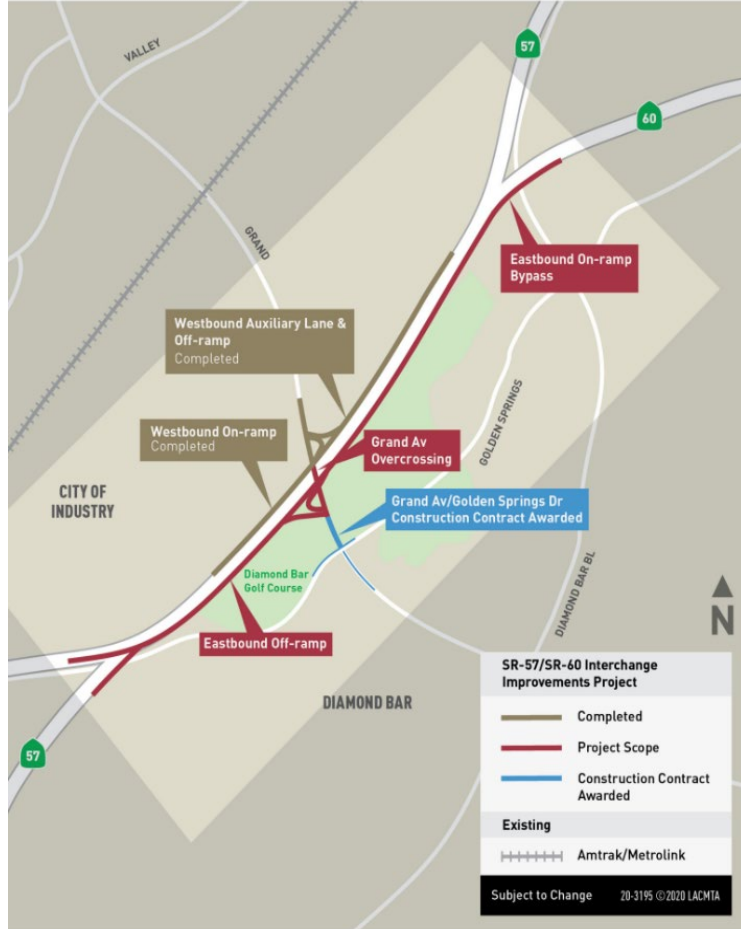 57
VALLEY
60
GRAND
Eastbound On-ramp
Bypass
Westbound Auxiliary Lane &
Off-ramp
Completed
Westbound On-ramp
Completed
Grand Av
Overcrossing
GOLDEN SPRINGS
CITY OF
INDUSTRY
Grand Av/Golden Springs Dr
Construction Contract Awarded
Diamond Bar
Golf Course
DIAMOND BAR BL
Eastbound Off-ramp
N
DIAMOND BAR
57
SR-57/SR-60 Interchange
Improvements Project
Completed
Project Scope
Construction Contract
Awarded
Existing
Amtrak/Metrolink
Subject to Change 20-3195 ©2020 LACMTA